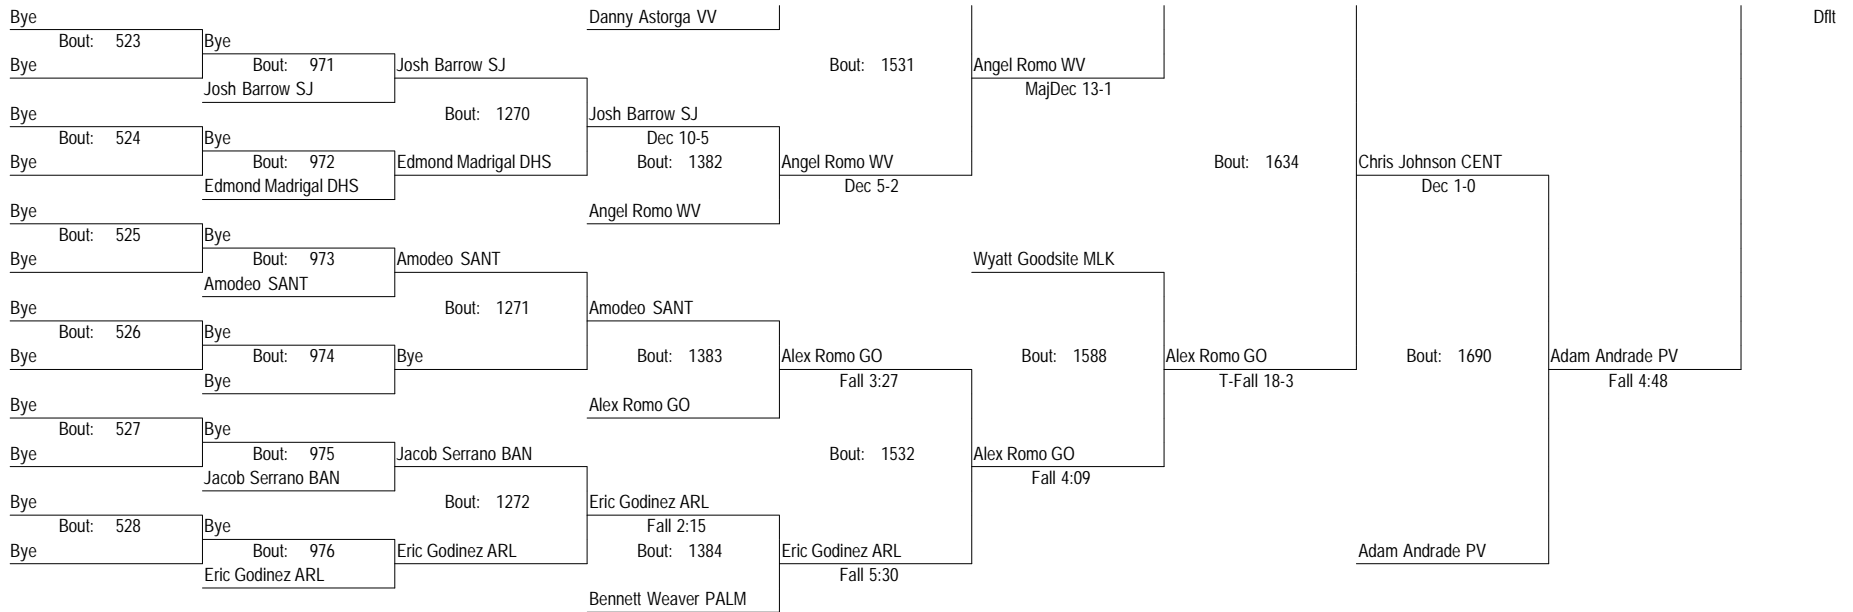 Bye Danny Astorga VV Dflt
Bout: 523 Bye
Bye Bout: 971 Josh Barrow SJ Bout: 1531 Angel Romo WV
Josh Barrow SJ MajDec 13-1
Bye Bout: 1270 Josh Barrow SJ
Bout: 524 Bye Dec 10-5
Bye Bout: 972 Edmond Madrigal DHS Bout: 1382 Angel Romo WV Bout: 1634 Chris Johnson CENT
Edmond Madrigal DHS Dec 5-2 Dec 1-0
Bye Angel Romo WV
Bout: 525 Bye
Bye Bout: 973 Amodeo SANT Wyatt Goodsite MLK
Amodeo SANT
Bye Bout: 1271 Amodeo SANT
Bout: 526 Bye
Bye Bout: 974 Bye Bout: 1383 Alex Romo GO Bout: 1588 Alex Romo GO Bout: 1690 Adam Andrade PV
Bye Fall 3:27 T-Fall 18-3 Fall 4:48
Bye Alex Romo GO
Bout: 527 Bye
Bye Bout: 975 Jacob Serrano BAN Bout: 1532 Alex Romo GO
Jacob Serrano BAN Fall 4:09
Bye Bout: 1272 Eric Godinez ARL
Bout: 528 Bye Fall 2:15
Bye Bout: 976 Eric Godinez ARL Bout: 1384 Eric Godinez ARL Adam Andrade PV
Eric Godinez ARL Fall 5:30
Bennett Weaver PALM